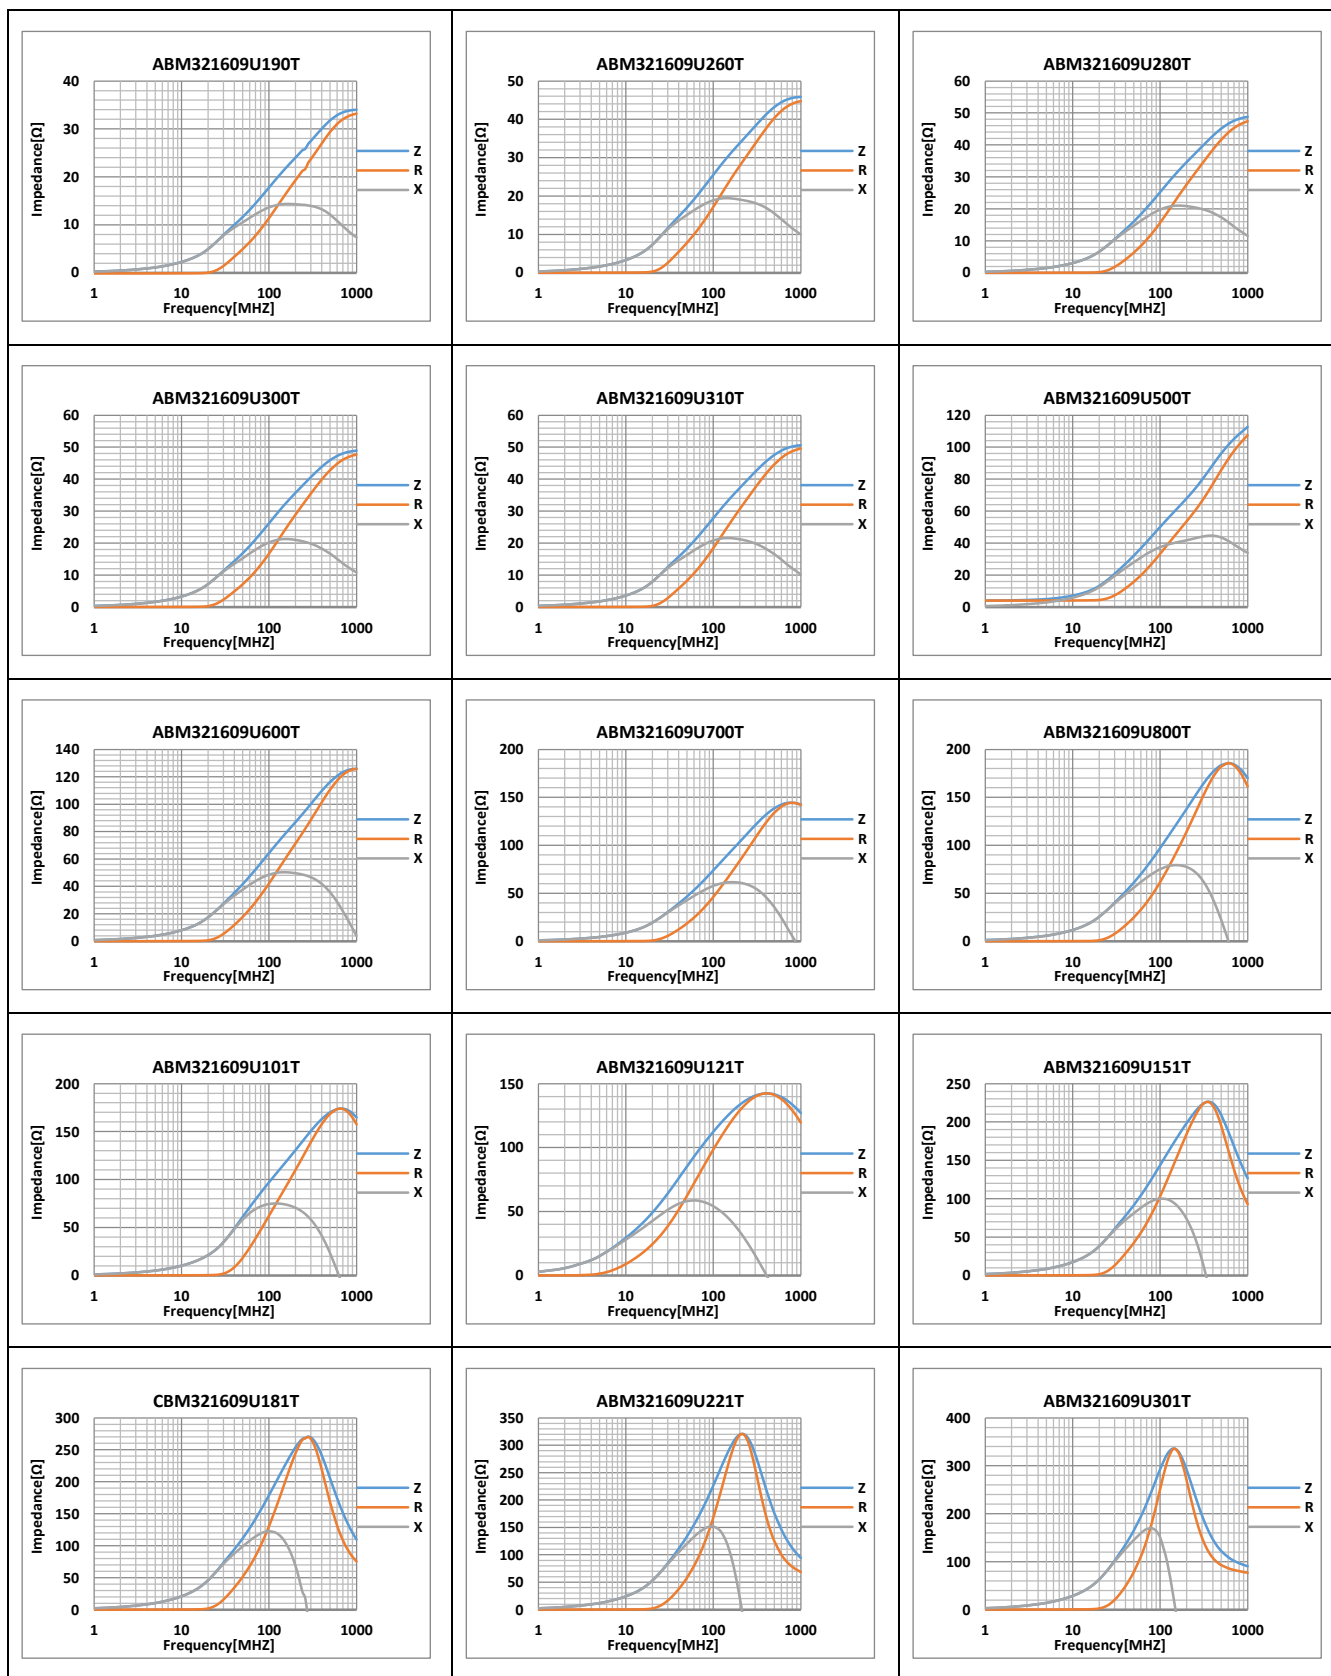 ABM321609U190T
Impedance[Ω]
40
30
20
10
0
1 10 100 1000
Frequency[MHZ]
Z
R
X
ABM321609U260T
Impedance[Ω]
50
40
30
20
10
0
1 10 100 1000
Frequency[MHZ]
Z
R
X
ABM321609U280T
Impedance[Ω]
60
50
40
30
20
10
0
1 10 100 1000
Frequency[MHZ]
Z
R
X
ABM321609U300T
Impedance[Ω]
60
50
40
30
20
10
0
1 10 100 1000
Frequency[MHZ]
Z
R
X
ABM321609U310T
Impedance[Ω]
60
50
40
30
20
10
0
1 10 100 1000
Frequency[MHZ]
Z
R
X
ABM321609U500T
Impedance[Ω]
120
100
80
60
40
20
0
1 10 100 1000
Frequency[MHZ]
Z
R
X
ABM321609U600T
Impedance[Ω]
140
120
100
80
60
40
20
0
1 10 100 1000
Frequency[MHZ]
Z
R
X
ABM321609U700T
Impedance[Ω]
200
150
100
50
0
1 10 100 1000
Frequency[MHZ]
Z
R
X
ABM321609U800T
Impedance[Ω]
200
150
100
50
0
1 10 100 1000
Frequency[MHZ]
Z
R
X
ABM321609U101T
Impedance[Ω]
200
150
100
50
0
1 10 100 1000
Frequency[MHZ]
Z
R
X
ABM321609U121T
Impedance[Ω]
150
100
50
0
1 10 100 1000
Frequency[MHZ]
Z
R
X
ABM321609U151T
Impedance[Ω]
250
200
150
100
50
0
1 10 100 1000
Frequency[MHZ]
Z
R
X
CBM321609U181T
Impedance[Ω]
300
250
200
150
100
50
0
1 10 100 1000
Frequency[MHZ]
Z
R
X
ABM321609U221T
Impedance[Ω]
350
300
250
200
150
100
50
0
1 10 100 1000
Frequency[MHZ]
Z
R
X
ABM321609U301T
Impedance[Ω]
400
300
200
100
0
1 10 100 1000
Frequency[MHZ]
Z
R
X